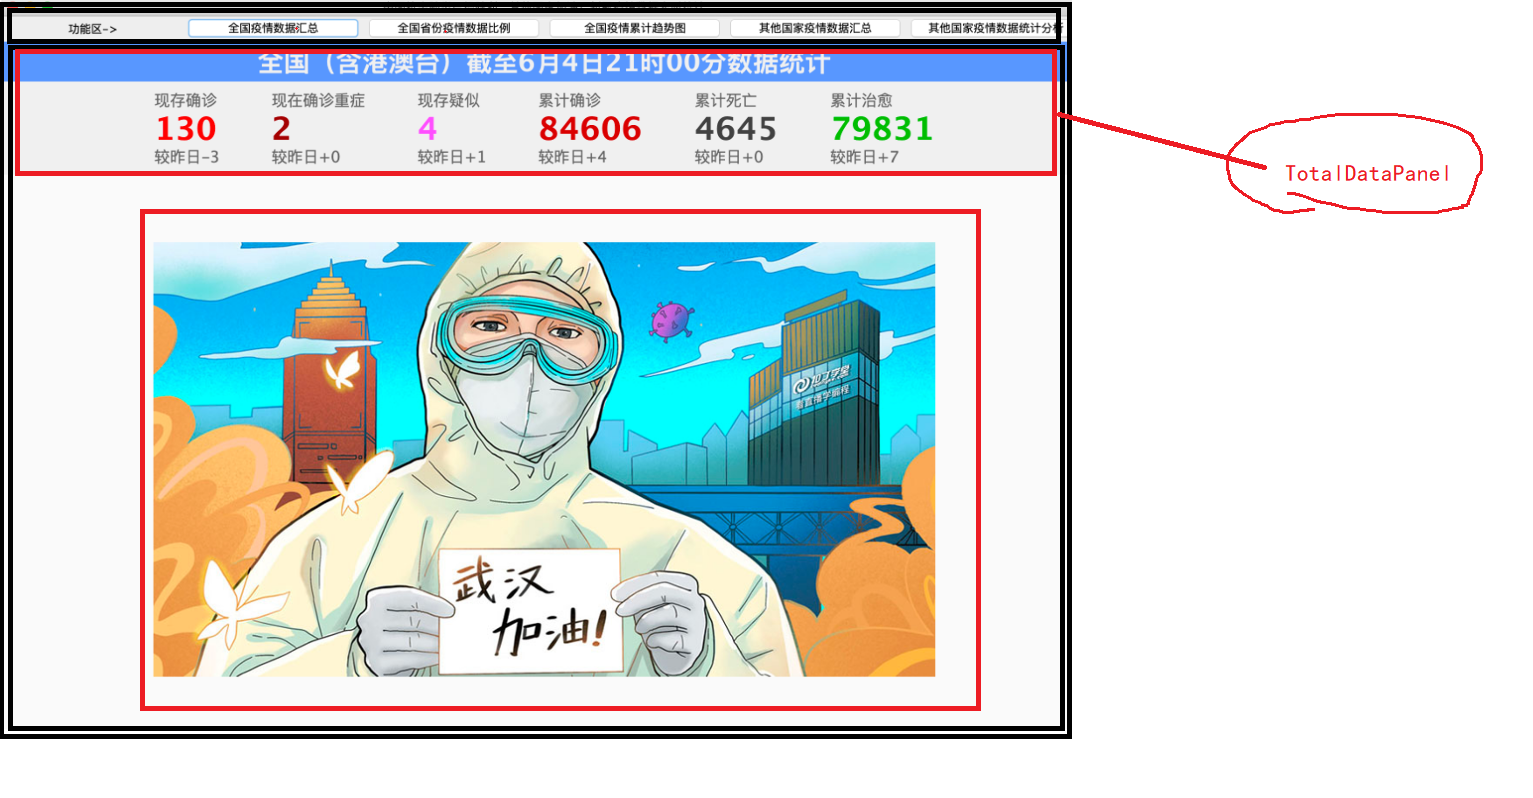 功能区->
全国疫情数据汇总
全国省份疫情数据比例
全国疫情累计趋势图
其他国家疫情数据汇总
其他国家疫情数据统计分析
全国（含港澳台）截至6月4日21时00分数据统计
现存确诊 现在确诊重症 现存疑似 累计确诊 累计死亡 累计治愈
130 2 4 84606 4645 79831
较昨日-3 较昨日+0 较昨日+1 较昨日+4 较昨日+0 较昨日+7
TotalDataPanel
看直播学编程
武汉
加油!